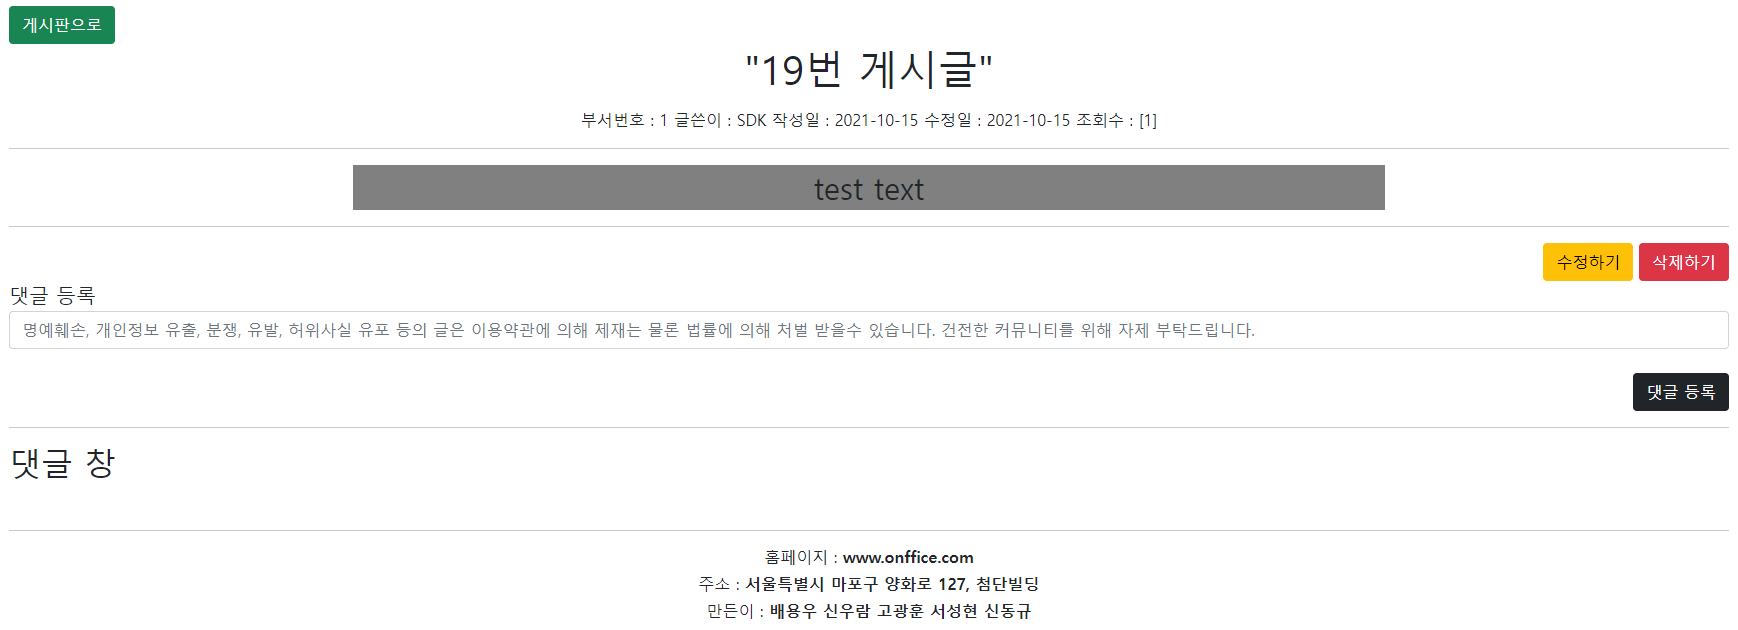 게시판으로
"19번 게시글"
부서번호 : 1 글쓴이 : SDK 작성일 : 2021-10-15 수정일 : 2021-10-15 조회수 : [1]
test text
수정하기 삭제하기
댓글 등록
명예훼손, 개인정보 유출, 분쟁, 유발, 허위사실 유포 등의 글은 이용약관에 의해 제재는 물론 법률에 의해 처벌 받을수 있습니다. 건전한 커뮤니티를 위해 자제 부탁드립니다.
댓글 등록
댓글 창
홈페이지 : www.onffice.com
주소 : 서울특별시 마포구 양화로 127, 첨단빌딩
만든이 : 배용우 신우람 고광훈 서성현 신동규